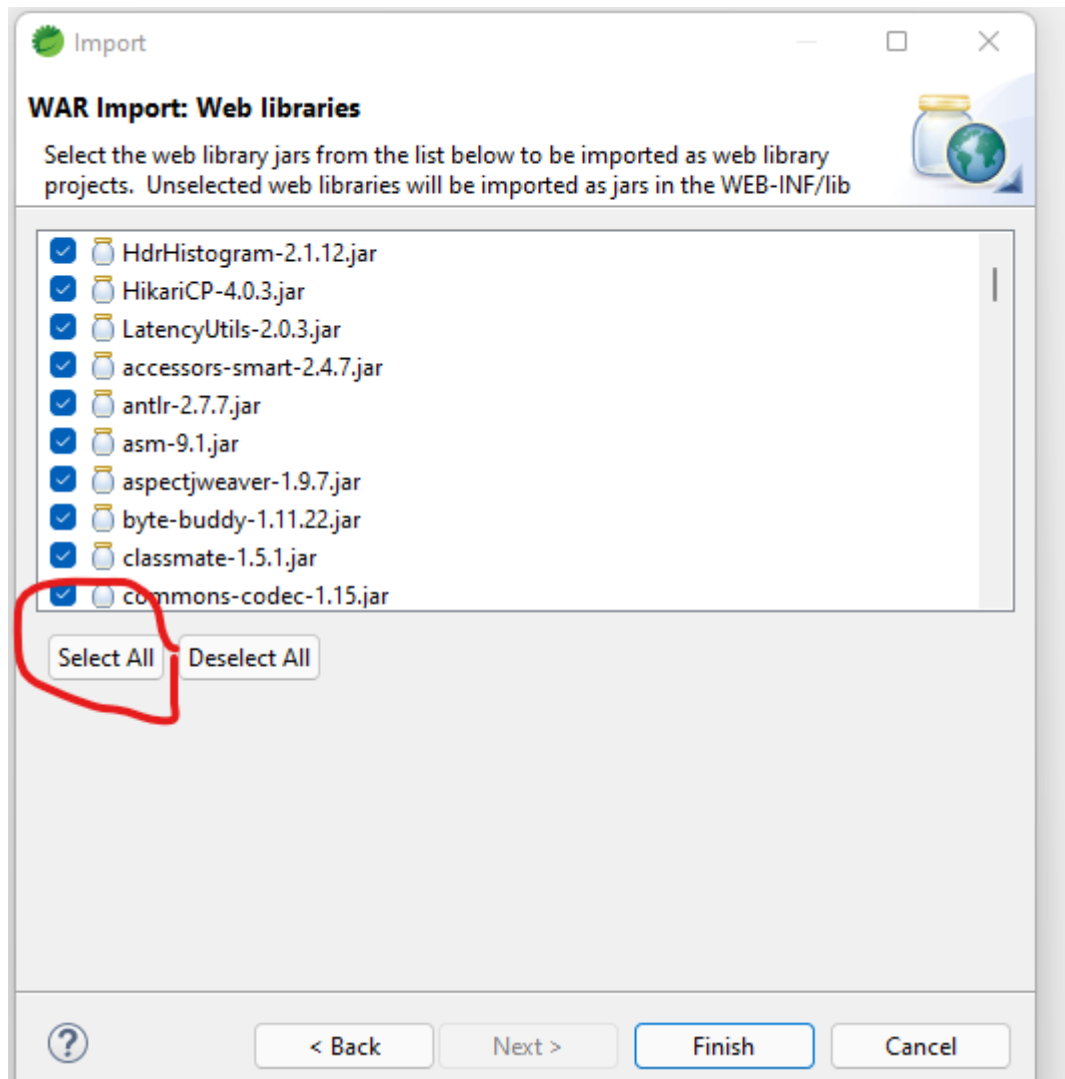 Import
WAR Import: Web libraries
Select the web library jars from the list below to be imported as web library
projects.  Unselected web libraries will be imported as jars in the WEB-INF/lib
HdrHistogram-2.1.12.jar
HikariCP-4.0.3.jar
LatencyUtils-2.0.3.jar
accessors-smart-2.4.7.jar
antlr-2.7.7.jar
asm-9.1.jar
aspectjweaver-1.9.7.jar
byte-buddy-1.11.22.jar
classmate-1.5.1.jar
commons-codec-1.15.jar
Select All Deselect All
? < Back Next > Finish Cancel